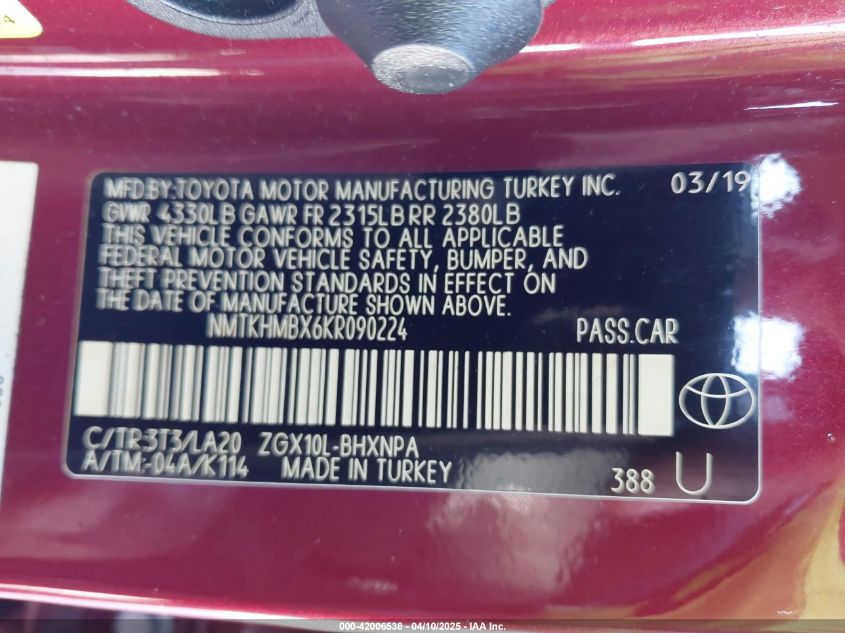 MFD.BY:TOYOTA MOTOR MANUFACTURING TURKEY INC. 03/19
GVWR 4330LB GAWR FR 2315LB RR 2380LB
THIS VEHICLE CONFORMS TO ALL APPLICABLE
FEDERAL MOTOR VEHICLE SAFETY, BUMPER, AND
THEFT PREVENTION STANDARDS IN EFFECT ON
THE DATE OF MANUFACTURE SHOWN ABOVE.
NMTKHMBX6KR090224 PASS.CAR
C/TR:3T3/LA20 ZGX10L-BHXNPA
A/TM:-04A/K114 MADE IN TURKEY 388 U
000-42006538 - 04/10/2025 - IAA Inc.